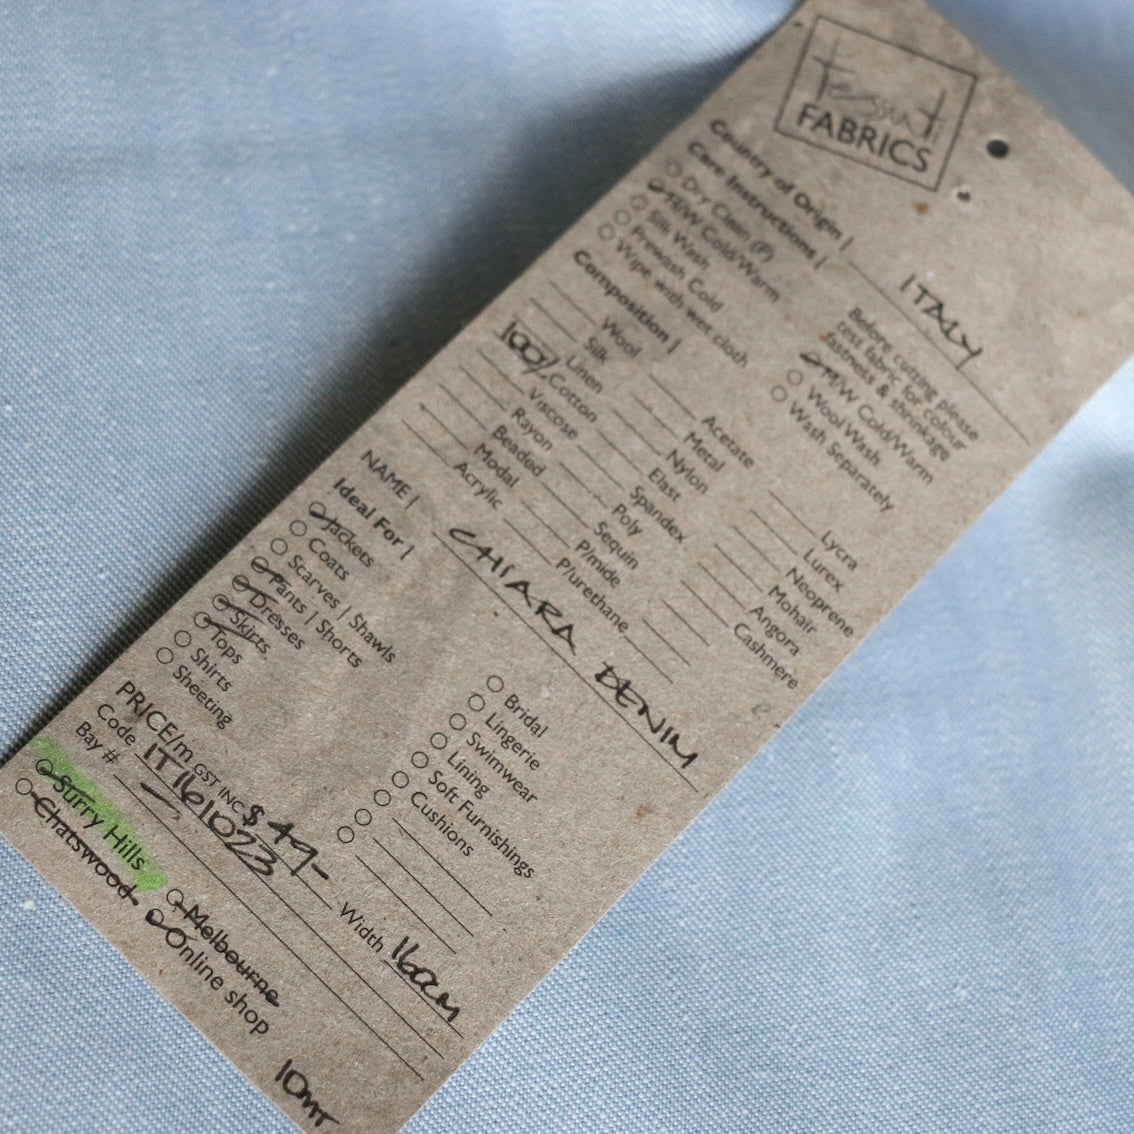 Tessuti
FABRICS
Country of Origin | ITALY
Care Instructions |
Dry Clean (P)
H/W Cold/Warm
Silk Wash
Prewash Cold
Wipe with wet cloth
Before cutting please
test fabric for colour
fastness & shrinkage
M/W Cold/Warm
Wool Wash
Wash Separately
Composition |
Wool
Silk
Linen
100% Cotton
Viscose
Rayon
Beaded
Modal
Acrylic
Acetate
Metal
Nylon
Elast
Spandex
Poly
Sequin
P/mide
P/urethane
Lycra
Lurex
Neoprene
Mohair
Angora
Cashmere
NAME | CHIARA DENIM
Ideal For |
Jackets
Coats
Scarves | Shawls
Pants | Shorts
Dresses
Skirts
Tops
Shirts
Sheeting
Bridal
Lingerie
Swimwear
Lining
Soft Furnishings
Cushions
PRICE/m GST INC $49- Width 160cm
Code IT161023
Bay #
Surry Hills
Chatswood
Melbourne
Online shop
10mt